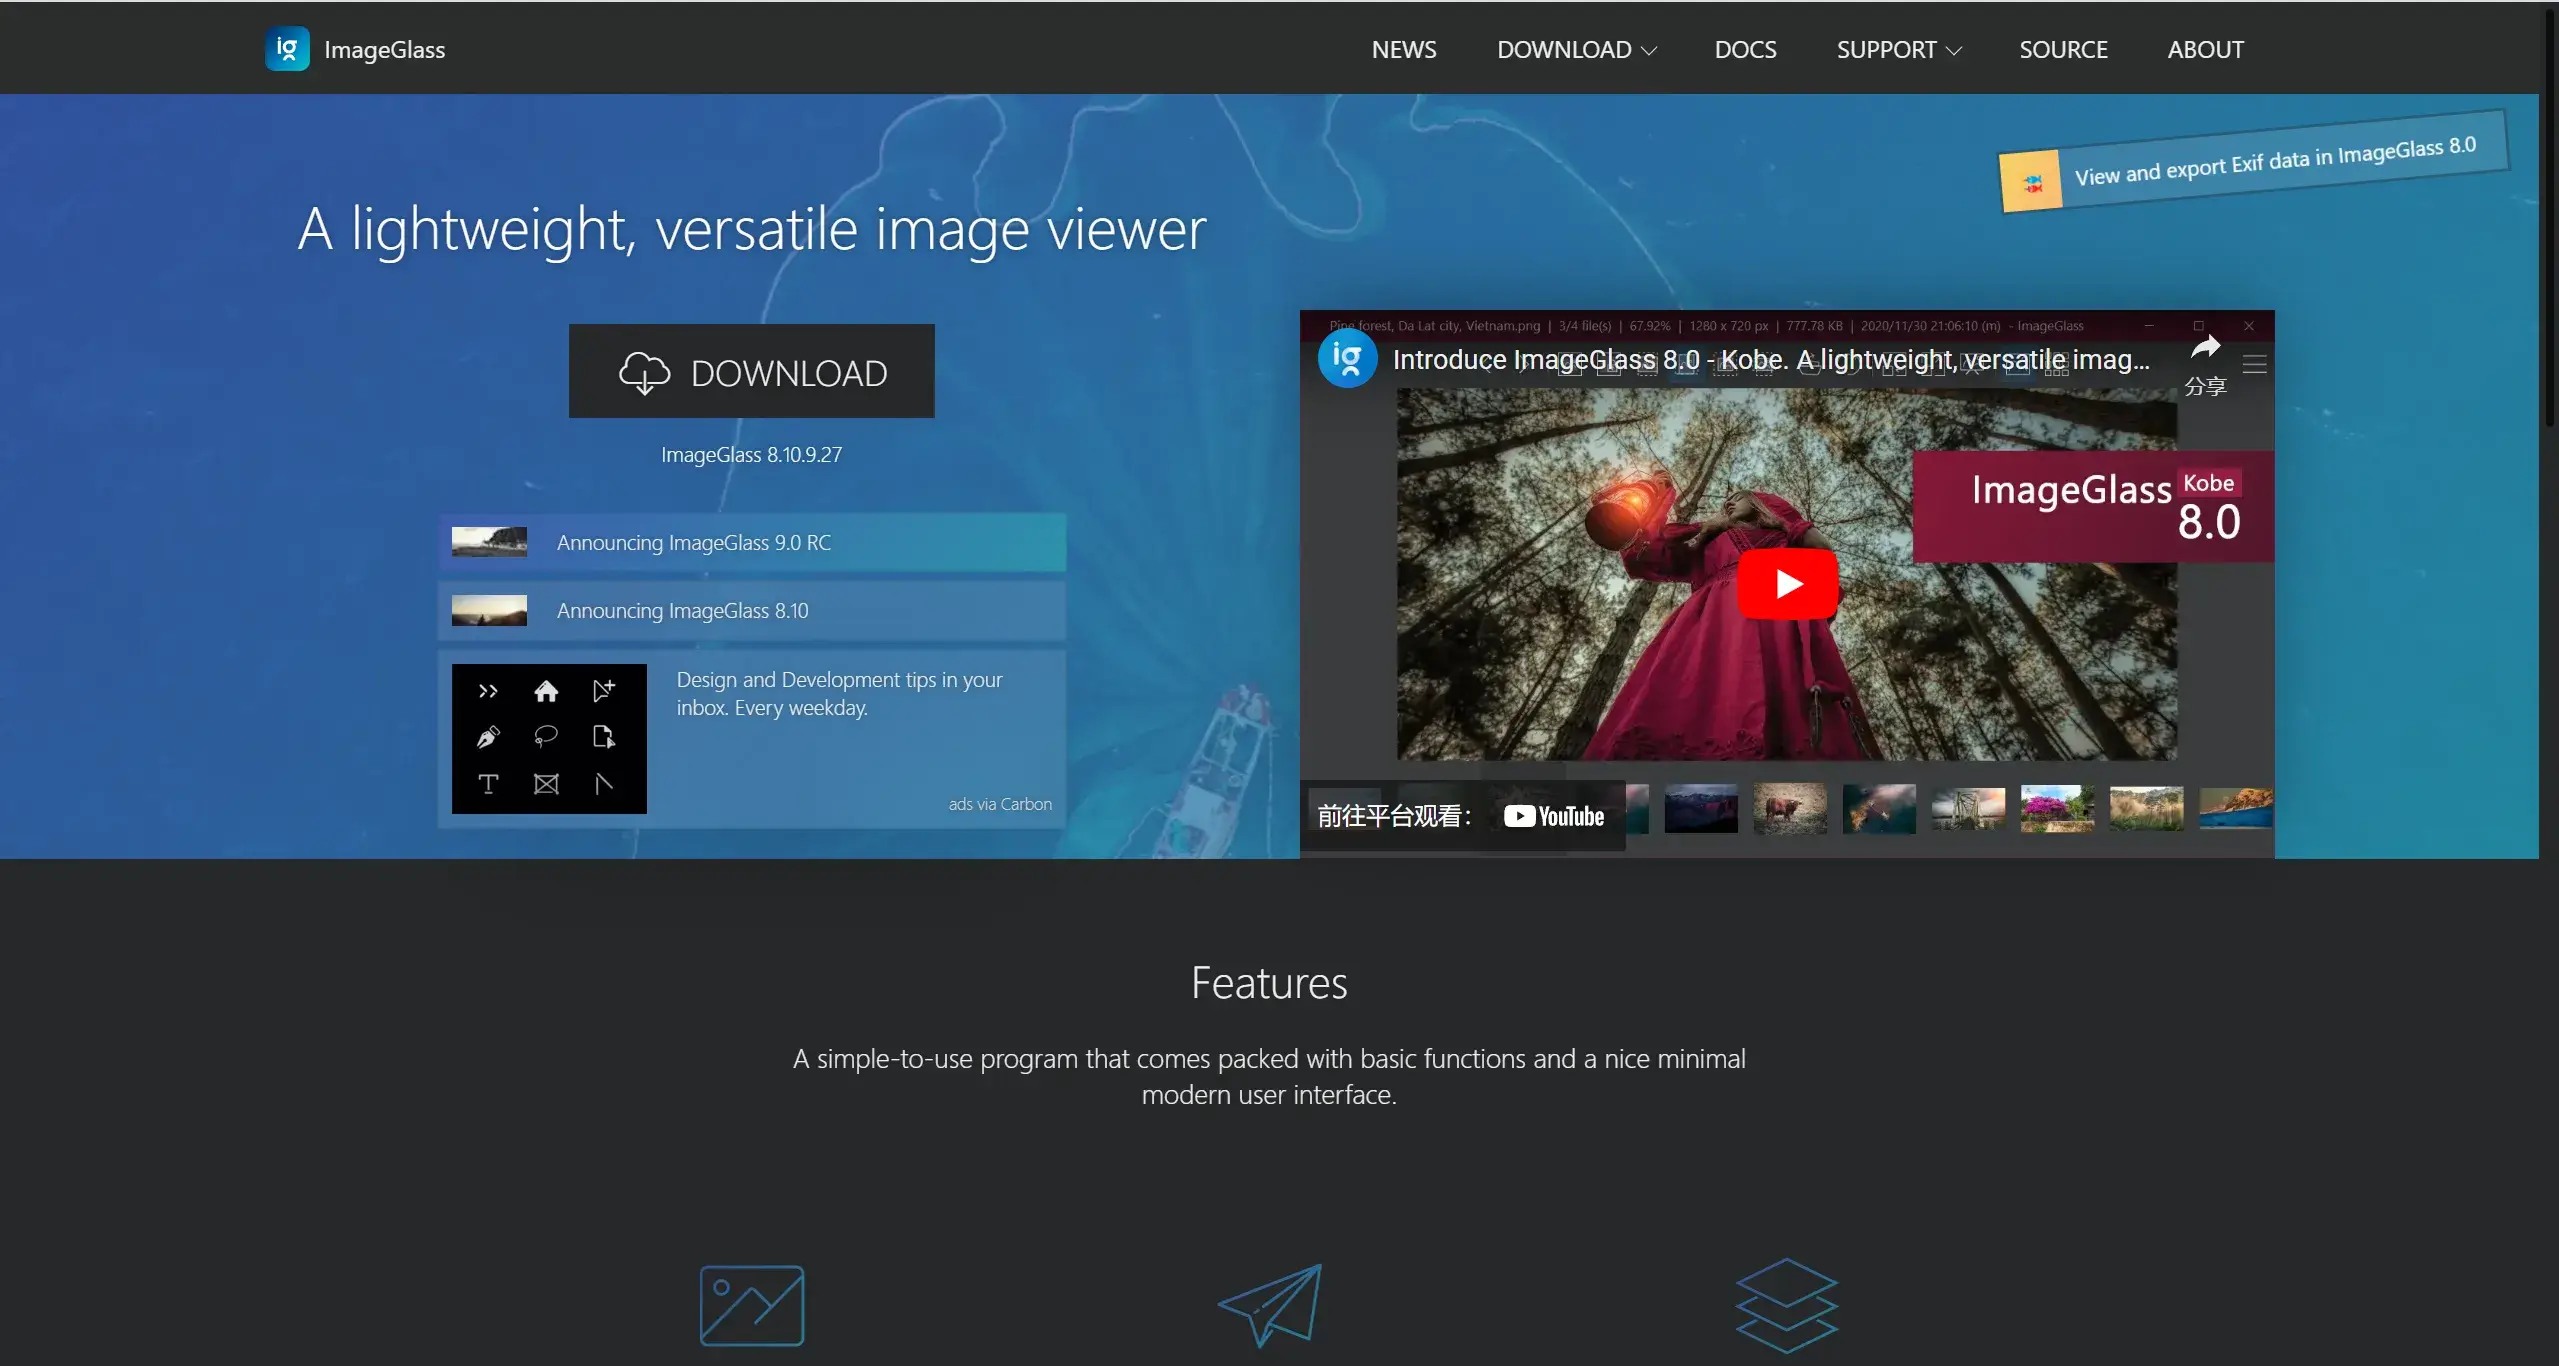 ig ImageGlass
NEWS
DOWNLOAD
DOCS
SUPPORT
SOURCE
ABOUT
View and export Exif data in ImageGlass 8.0
A lightweight, versatile image viewer
DOWNLOAD
ImageGlass 8.10.9.27
Announcing ImageGlass 9.0 RC
Announcing ImageGlass 8.10
Design and Development tips in your
inbox. Every weekday.
ads via Carbon
Pine forest, Da Lat city, Vietnam.png | 3/4 file(s) | 67.92% | 1280 x 720 px | 777.78 KB | 2020/11/30 21:06:10 (m) - ImageGlass
ig Introduce ImageGlass 8.0 - Kobe. A lightweight, versatile imag...
分享
ImageGlass Kobe
8.0
前往平台观看： YouTube
Features
A simple-to-use program that comes packed with basic functions and a nice minimal
modern user interface.